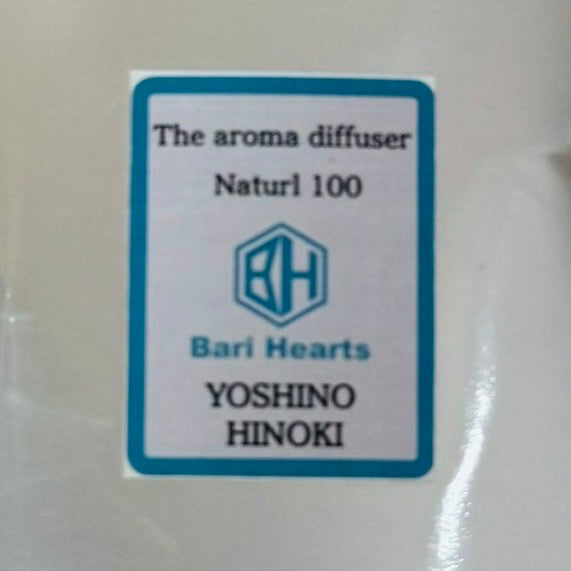 The aroma diffuser
Naturl 100
BH
Bari Hearts
YOSHINO
HINOKI